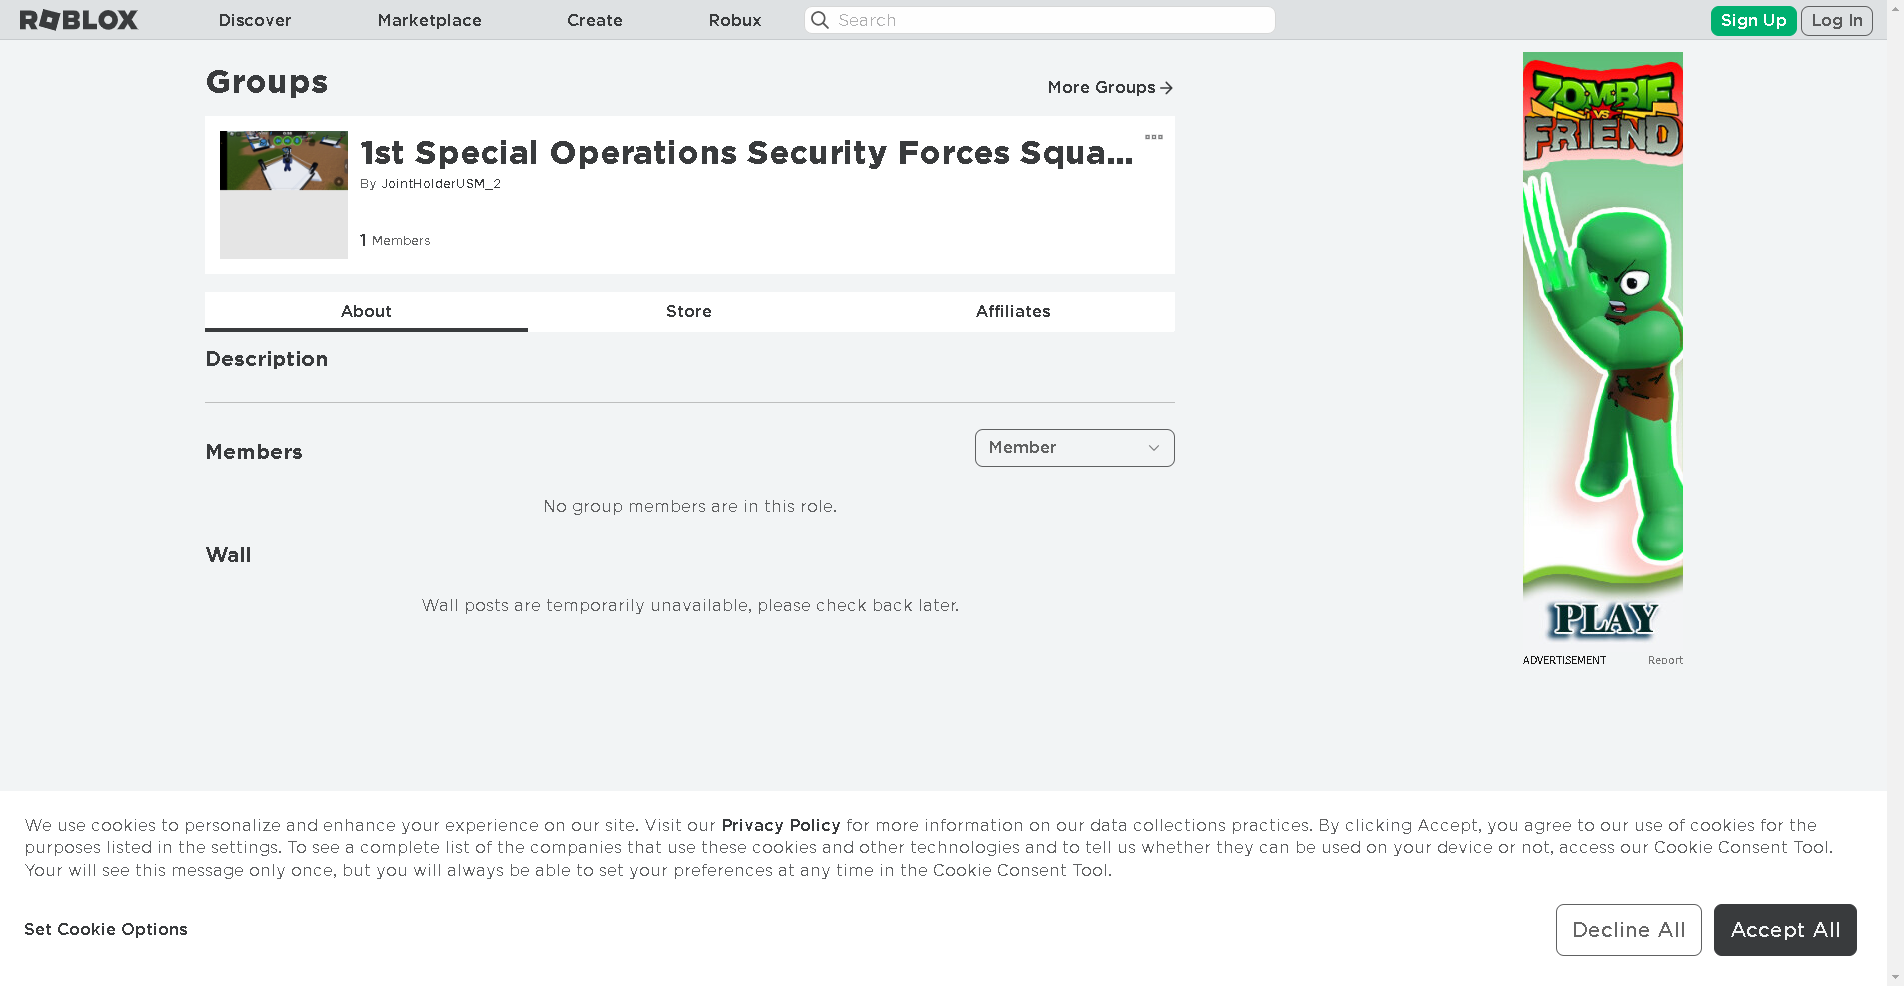 ROBLOX
Discover
Marketplace
Create
Robux
Search
Sign Up
Log In
Groups
More Groups
1st Special Operations Security Forces Squa...
By JointHolderUSM_2
1 Members
About
Store
Affiliates
Description
Members
Member
No group members are in this role.
Wall
Wall posts are temporarily unavailable, please check back later.
ZOMBIE
VS
FRIEND
PLAY
ADVERTISEMENT
Report
We use cookies to personalize and enhance your experience on our site. Visit our Privacy Policy for more information on our data collections practices. By clicking Accept, you agree to our use of cookies for the
purposes listed in the settings. To see a complete list of the companies that use these cookies and other technologies and to tell us whether they can be used on your device or not, access our Cookie Consent Tool.
Your will see this message only once, but you will always be able to set your preferences at any time in the Cookie Consent Tool.
Set Cookie Options
Decline All
Accept All